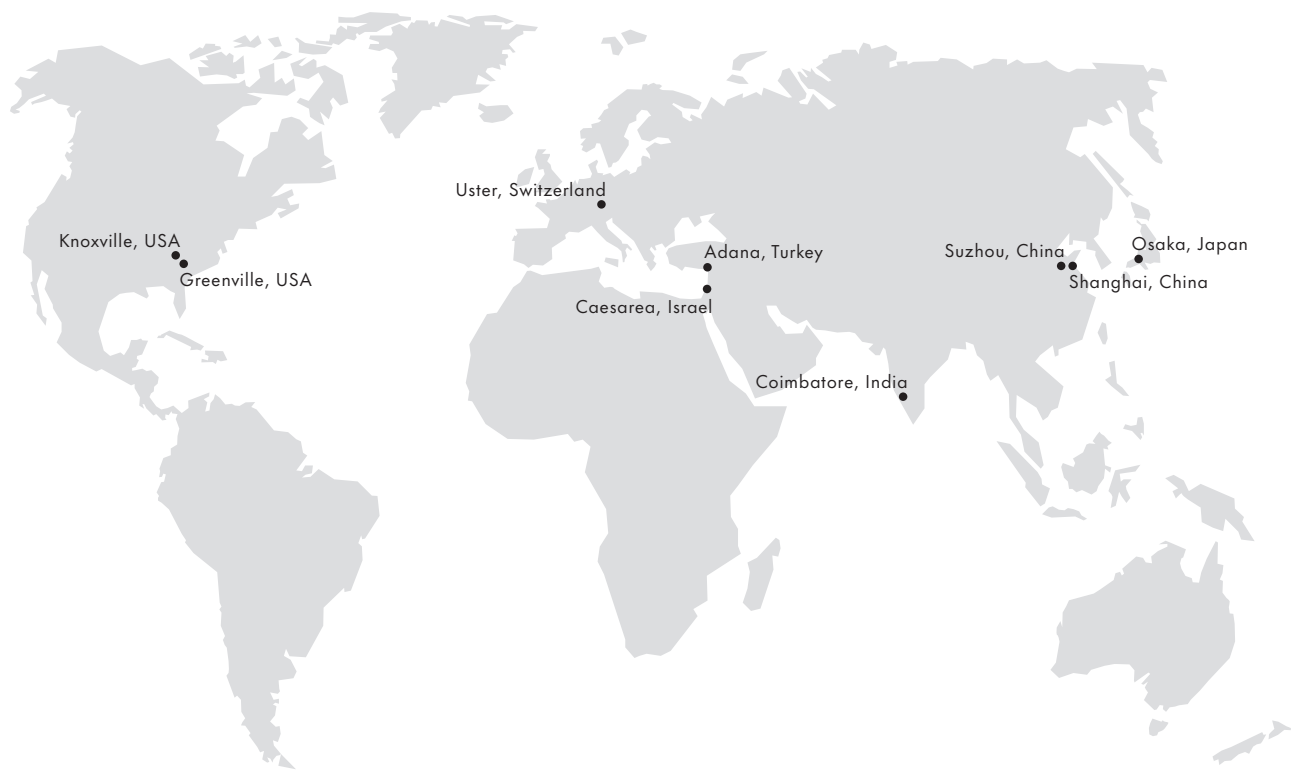 Uster, Switzerland
Knoxville, USA
Osaka, Japan
Adana, Turkey
Suzhou, China
Greenville, USA
Shanghai, China
Caesarea, Israel
Coimbatore, India